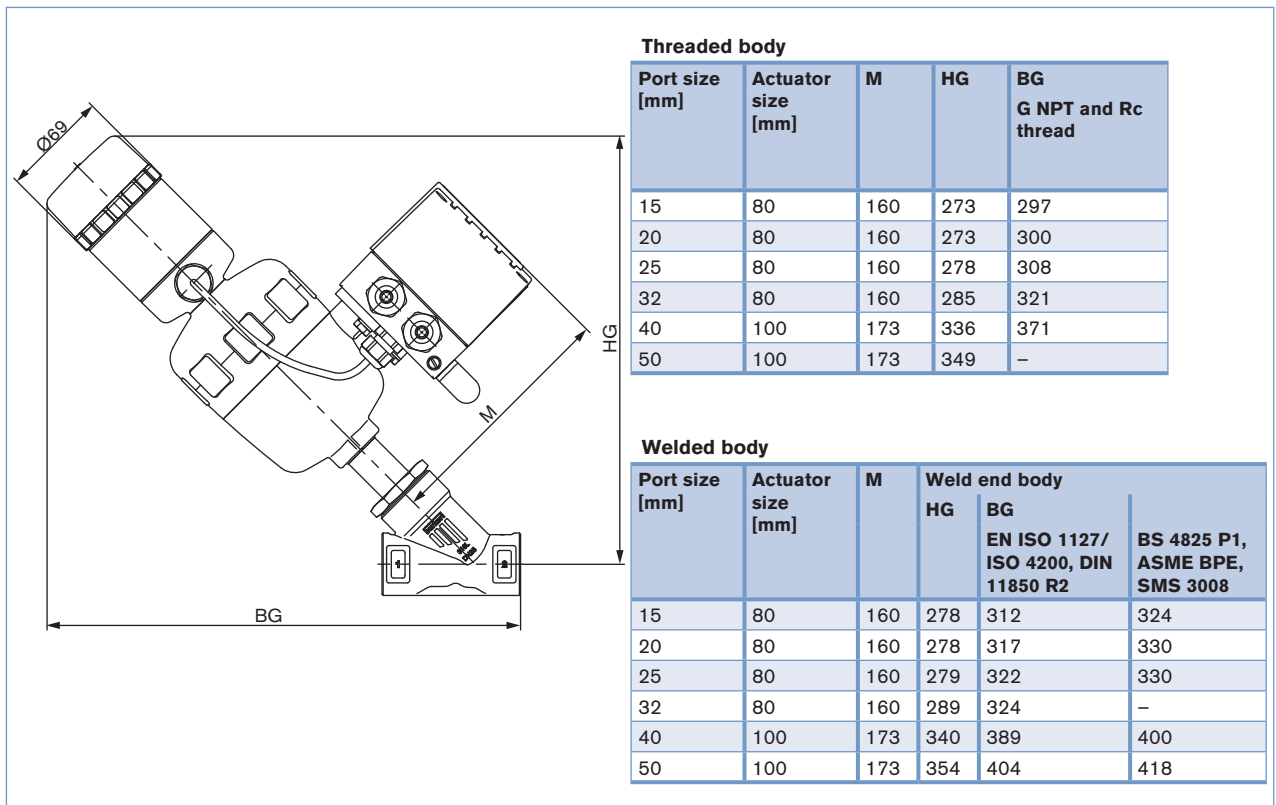 Ø69
HG
M
BG
1
2
Threaded body
Port size [mm] Actuator size [mm] M HG BG G NPT and Rc thread
15 80 160 273 297
20 80 160 273 300
25 80 160 278 308
32 80 160 285 321
40 100 173 336 371
50 100 173 349 –
Welded body
Port size [mm] Actuator size [mm] M Weld end body
HG BG
EN ISO 1127/ ISO 4200, DIN 11850 R2 BS 4825 P1, ASME BPE, SMS 3008
15 80 160 278 312 324
20 80 160 278 317 330
25 80 160 279 322 330
32 80 160 289 324 –
40 100 173 340 389 400
50 100 173 354 404 418